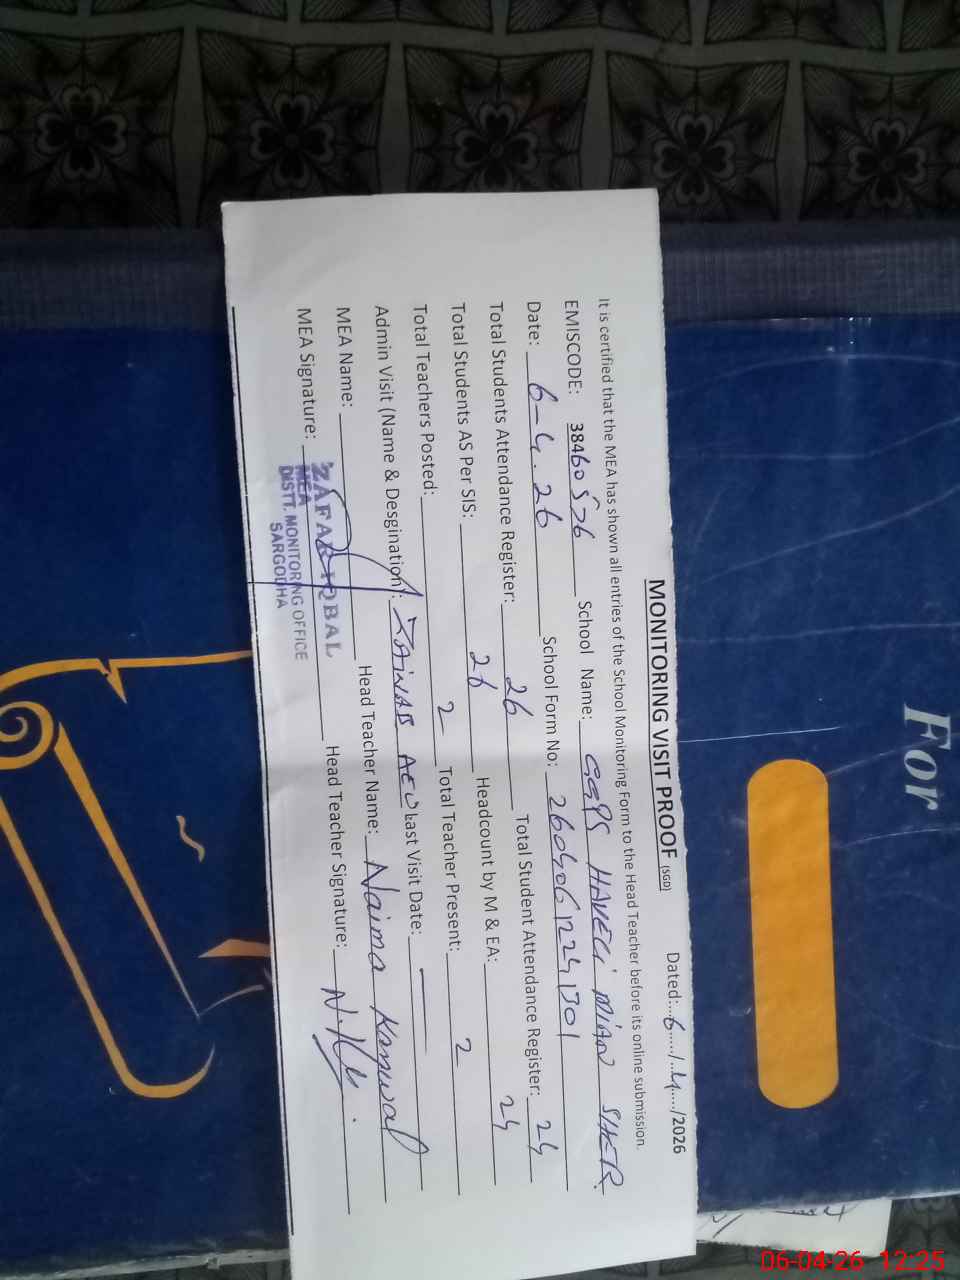 MONITORING VISIT PROOF (SGD) Dated:...6...../...4..../2026
It is certified that the MEA has shown all entries of the School Monitoring Form to the Head Teacher before its online submission.
EMISCODE: 38460576 School Name: GGPS HAVELI MIAN SHER
Date: 6-4.26 School Form No:
Total Students Attendance Register: 26 Total Student Attendance Register: 24
Total Students AS Per SIS: 26 Headcount by M & EA: 24
Total Teachers Posted: 2 Total Teacher Present: 2
Admin Visit (Name & Desgination): ZAINAB AEO Last Visit Date:
MEA Name: Head Teacher Name: Naima Kanwal
MEA Signature: Head Teacher Signature:
ZAFAR IQBAL
MEA
DISTT. MONITORING OFFICE
SARGODHA
For
06-04-26 12:25